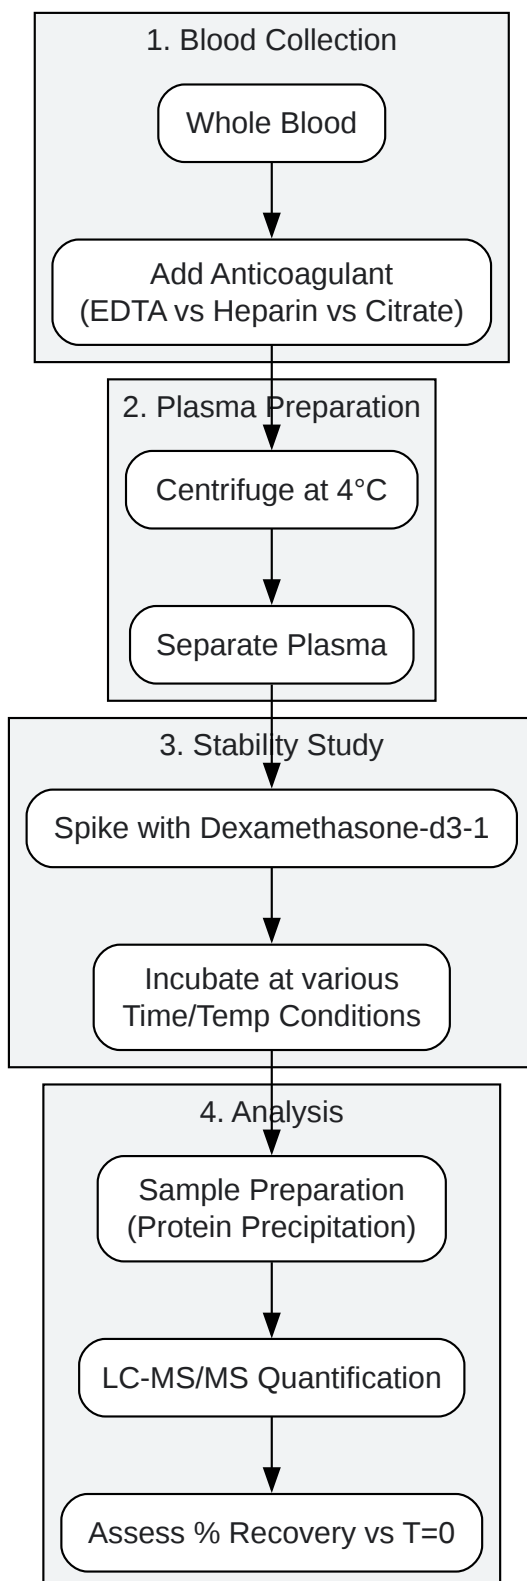 1. Blood Collection
Whole Blood
Add Anticoagulant
(EDTA vs Heparin vs Citrate)
2. Plasma Preparation
Centrifuge at 4°C
Separate Plasma
3. Stability Study
Spike with Dexamethasone-d3-1
Incubate at various
Time/Temp Conditions
4. Analysis
Sample Preparation
(Protein Precipitation)
LC-MS/MS Quantification
Assess % Recovery vs T=0